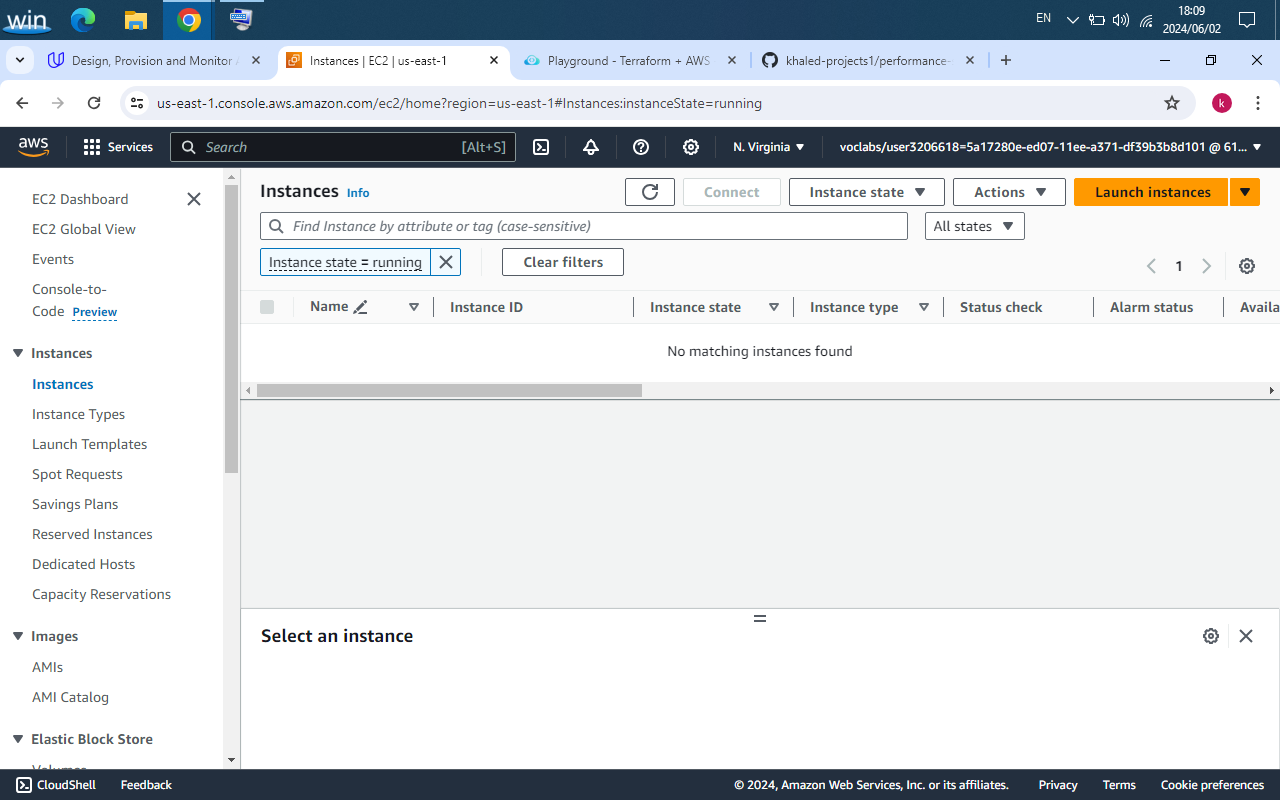 win
EN
18:09
2024/06/02
Design, Provision and Monitor
Instances | EC2 | us-east-1
Playground - Terraform + AWS
khaled-projects1/performance-
us-east-1.console.aws.amazon.com/ec2/home?region=us-east-1#Instances:instanceState=running
k
aws
Services
Search
[Alt+S]
N. Virginia
voclabs/user3206618=5a17280e-ed07-11ee-a371-df39b3b8d101 @ 61...
EC2 Dashboard
EC2 Global View
Events
Console-to-
Code Preview
Instances
Instances
Instance Types
Launch Templates
Spot Requests
Savings Plans
Reserved Instances
Dedicated Hosts
Capacity Reservations
Images
AMIs
AMI Catalog
Elastic Block Store
Volumes
Instances Info
Connect
Instance state
Actions
Launch instances
Find Instance by attribute or tag (case-sensitive)
All states
Instance state = running
Clear filters
1
Name
Instance ID
Instance state
Instance type
Status check
Alarm status
Availa
No matching instances found
Select an instance
CloudShell
Feedback
© 2024, Amazon Web Services, Inc. or its affiliates.
Privacy
Terms
Cookie preferences